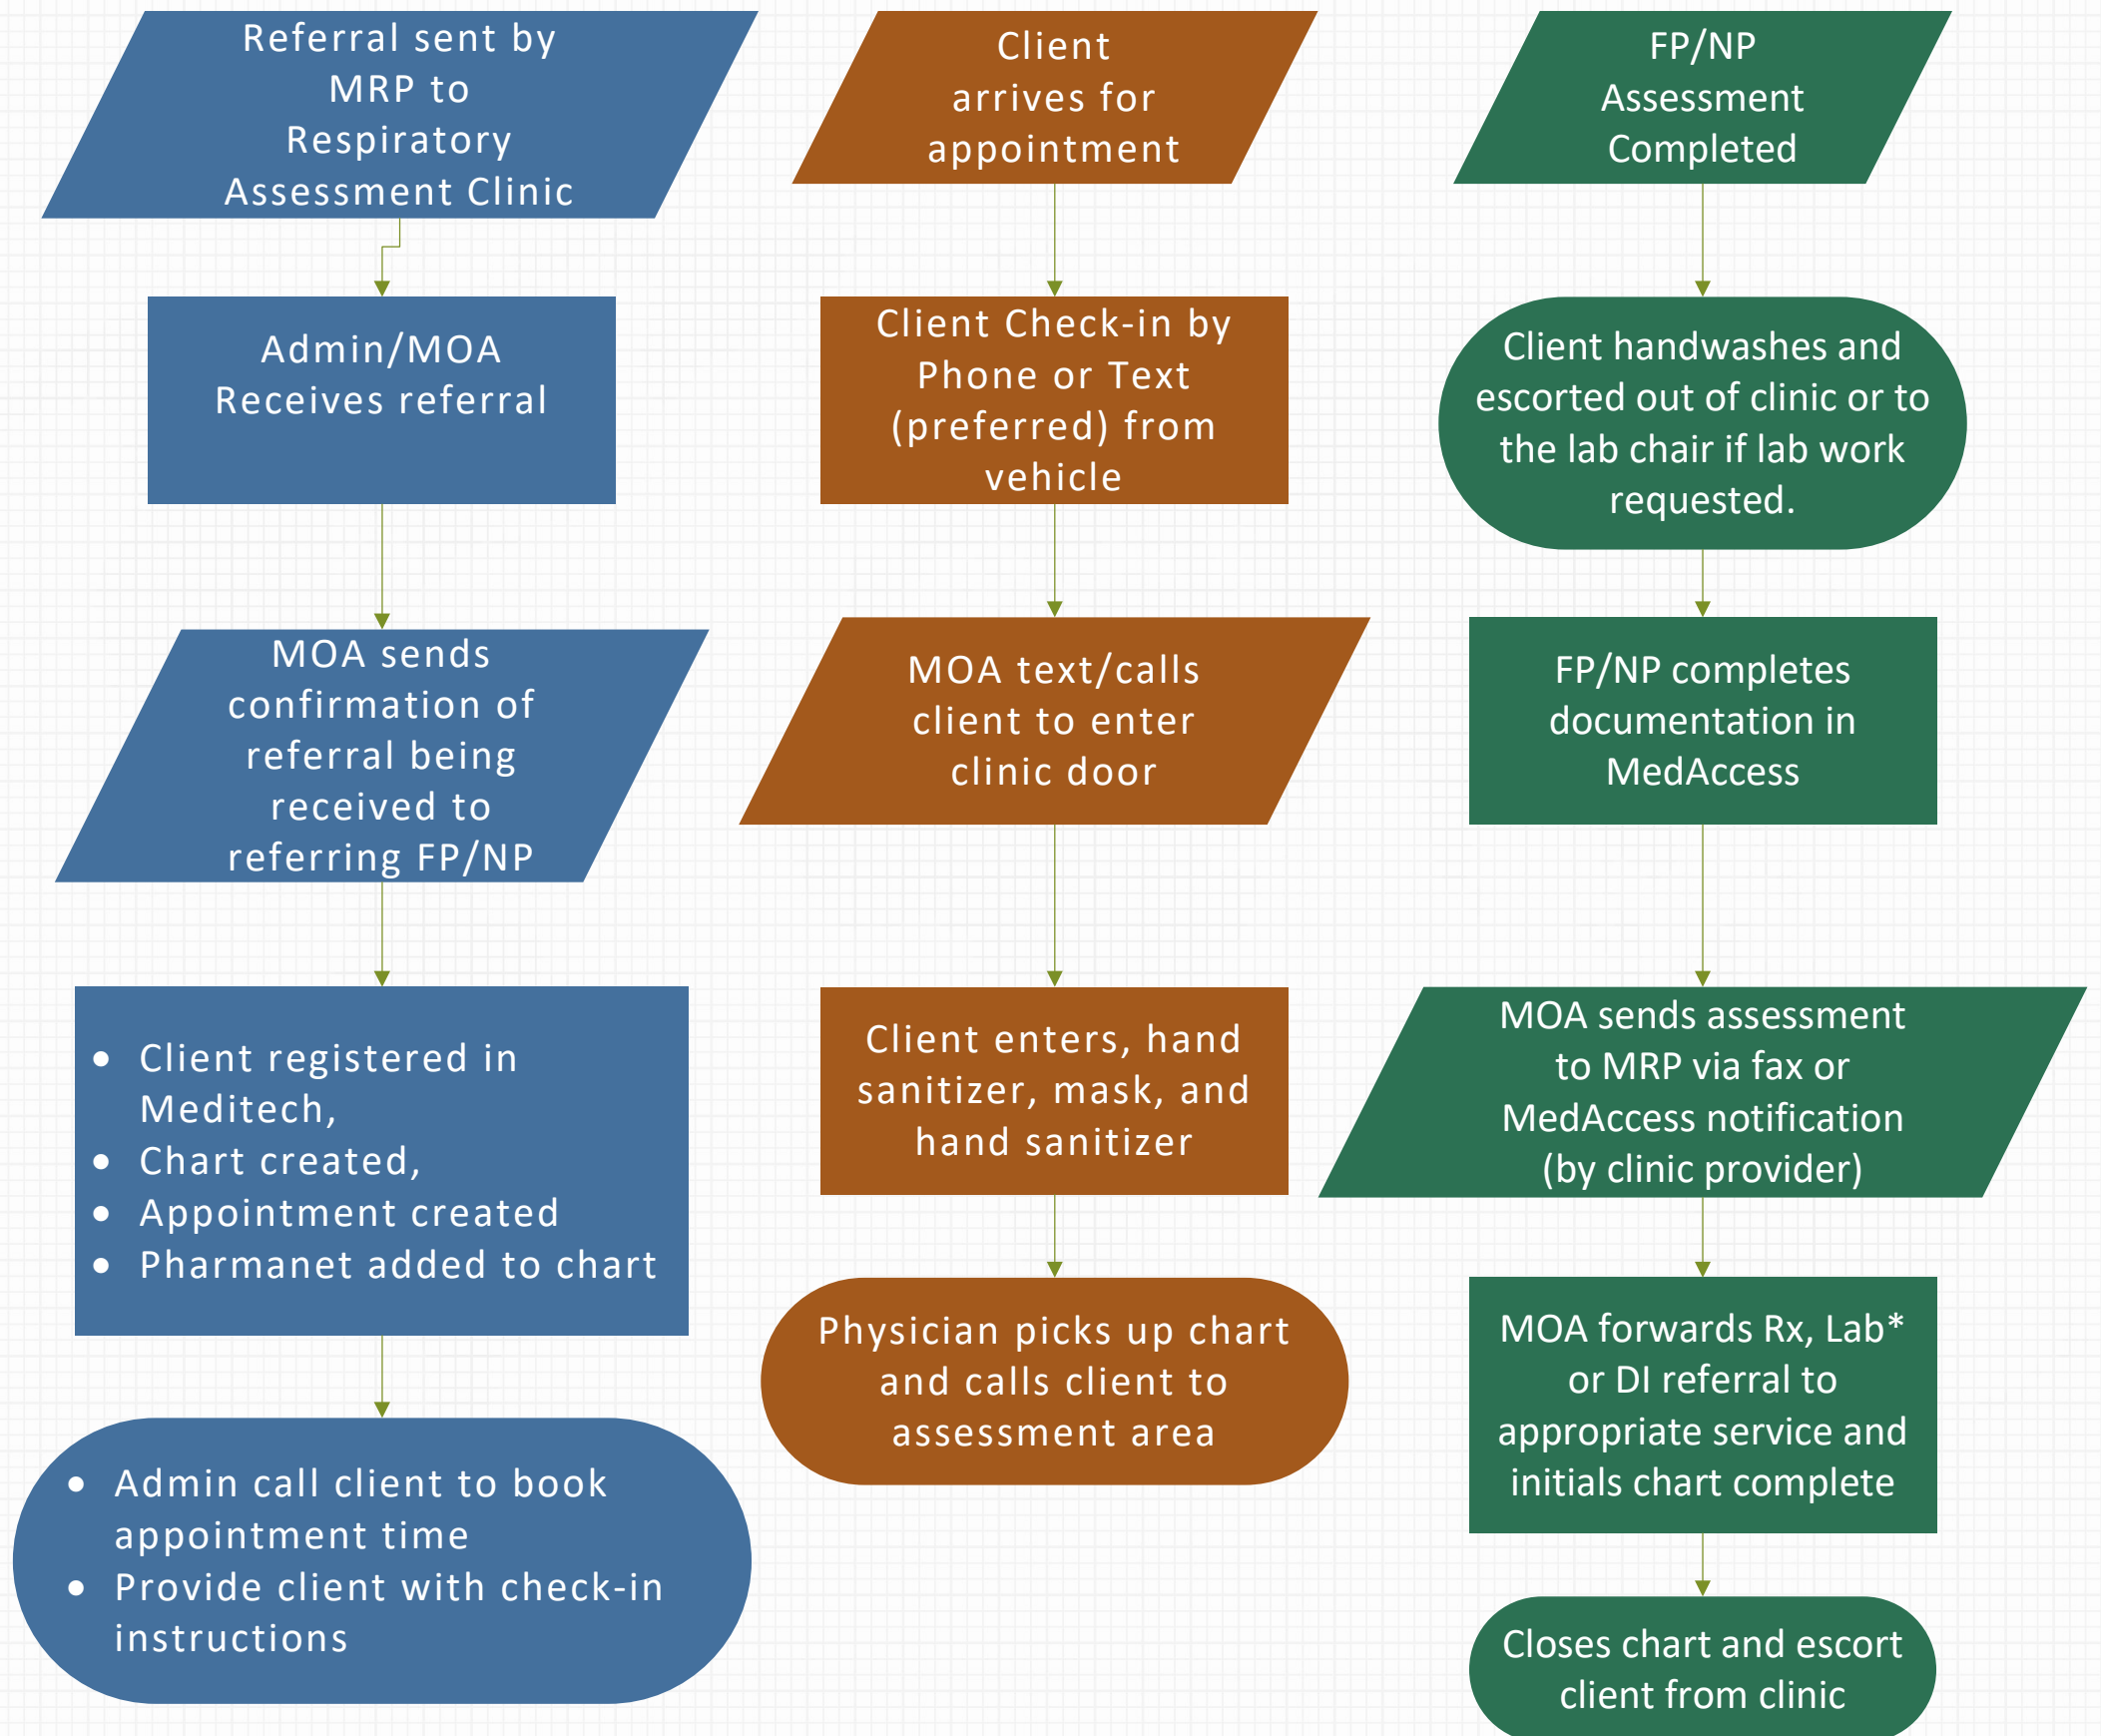 Referral sent by
MRP to
Respiratory
Assessment Clinic
Admin/MOA
Receives referral
MOA sends
confirmation of
referral being
received to
referring FP/NP
• Client registered in
Meditech,
• Chart created,
• Appointment created
• Pharmanet added to chart
• Admin call client to book
appointment time
• Provide client with check-in
instructions
Client
arrives for
appointment
Client Check-in by
Phone or Text
(preferred) from
vehicle
MOA text/calls
client to enter
clinic door
Client enters, hand
sanitizer, mask, and
hand sanitizer
Physician picks up chart
and calls client to
assessment area
FP/NP
Assessment
Completed
Client handwashes and
escorted out of clinic or to
the lab chair if lab work
requested.
FP/NP completes
documentation in
MedAccess
MOA sends assessment
to MRP via fax or
MedAccess notification
(by clinic provider)
MOA forwards Rx, Lab*
or DI referral to
appropriate service and
initials chart complete
Closes chart and escort
client from clinic